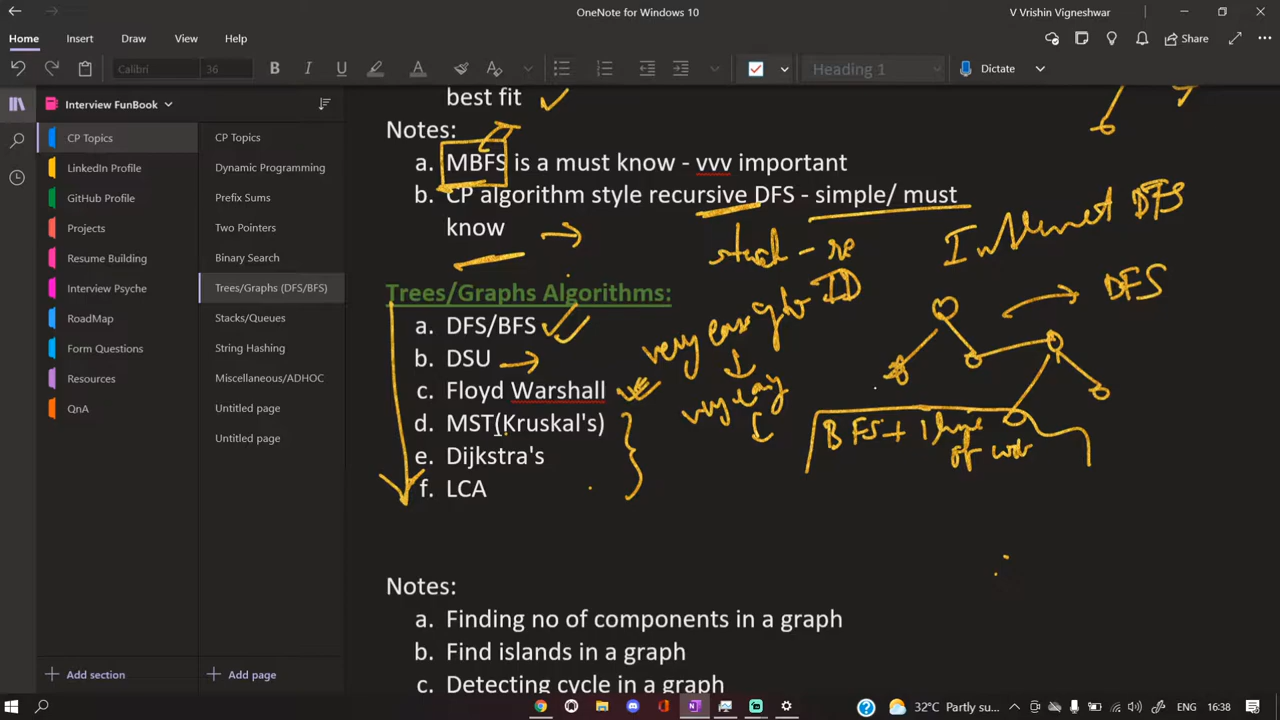 OneNote for Windows 10
V Vrishin Vigneshwar
Home
Insert
Draw
View
Help
Share
Calibri
36
B
I
U
A
Heading 1
Dictate
Interview FunBook
CP Topics
LinkedIn Profile
GitHub Profile
Projects
Resume Building
Interview Psyche
RoadMap
Form Questions
Resources
QnA
Add section
CP Topics
Dynamic Programming
Prefix Sums
Two Pointers
Binary Search
Trees/Graphs (DFS/BFS)
Stacks/Queues
String Hashing
Miscellaneous/ADHOC
Untitled page
Untitled page
Add page
best fit
Notes:
a. MBFS is a must know - vvv important
b. CP algorithm style recursive DFS - simple/ must
know
Trees/Graphs Algorithms:
a. DFS/BFS
b. DSU
c. Floyd Warshall
d. MST(Kruskal's)
e. Dijkstra's
f. LCA
DFS
DFS
very easy
very easy
BFS + 1
of
Notes:
a. Finding no of components in a graph
b. Find islands in a graph
c. Detecting cycle in a graph
32°C Partly su...
ENG
16:38